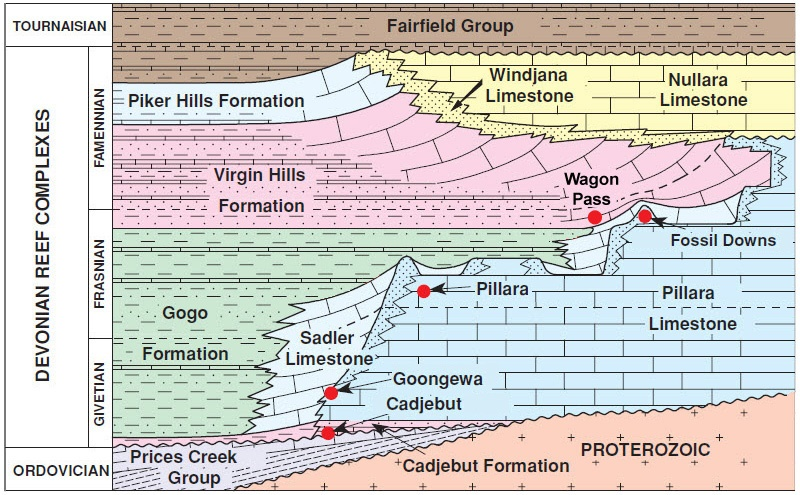 TOURNAISIAN
Fairfield Group
DEVONIAN REEF COMPLEXES
FAMENNIAN
FRASNIAN
GIVETIAN
ORDOVICIAN
Windjana
Limestone
Nullara
Limestone
Piker Hills Formation
Virgin Hills
Formation
Wagon
Pass
Fossil Downs
Gogo
Formation
Pillara
Pillara
Limestone
Sadler
Limestone
Goongewa
Cadjebut
Prices Creek
Group
Cadjebut Formation
PROTEROZOIC